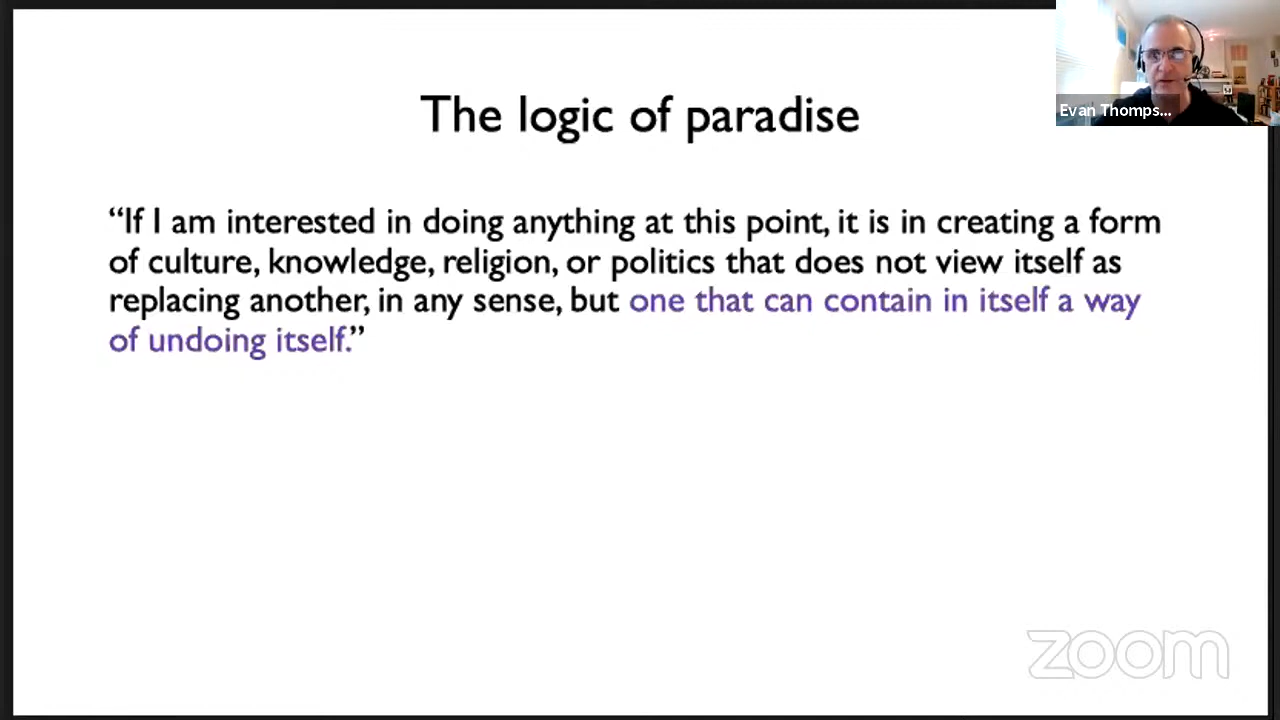 The logic of paradise
Evan Thomps...
“If I am interested in doing anything at this point, it is in creating a form
of culture, knowledge, religion, or politics that does not view itself as
replacing another, in any sense, but one that can contain in itself a way
of undoing itself.”
zoom